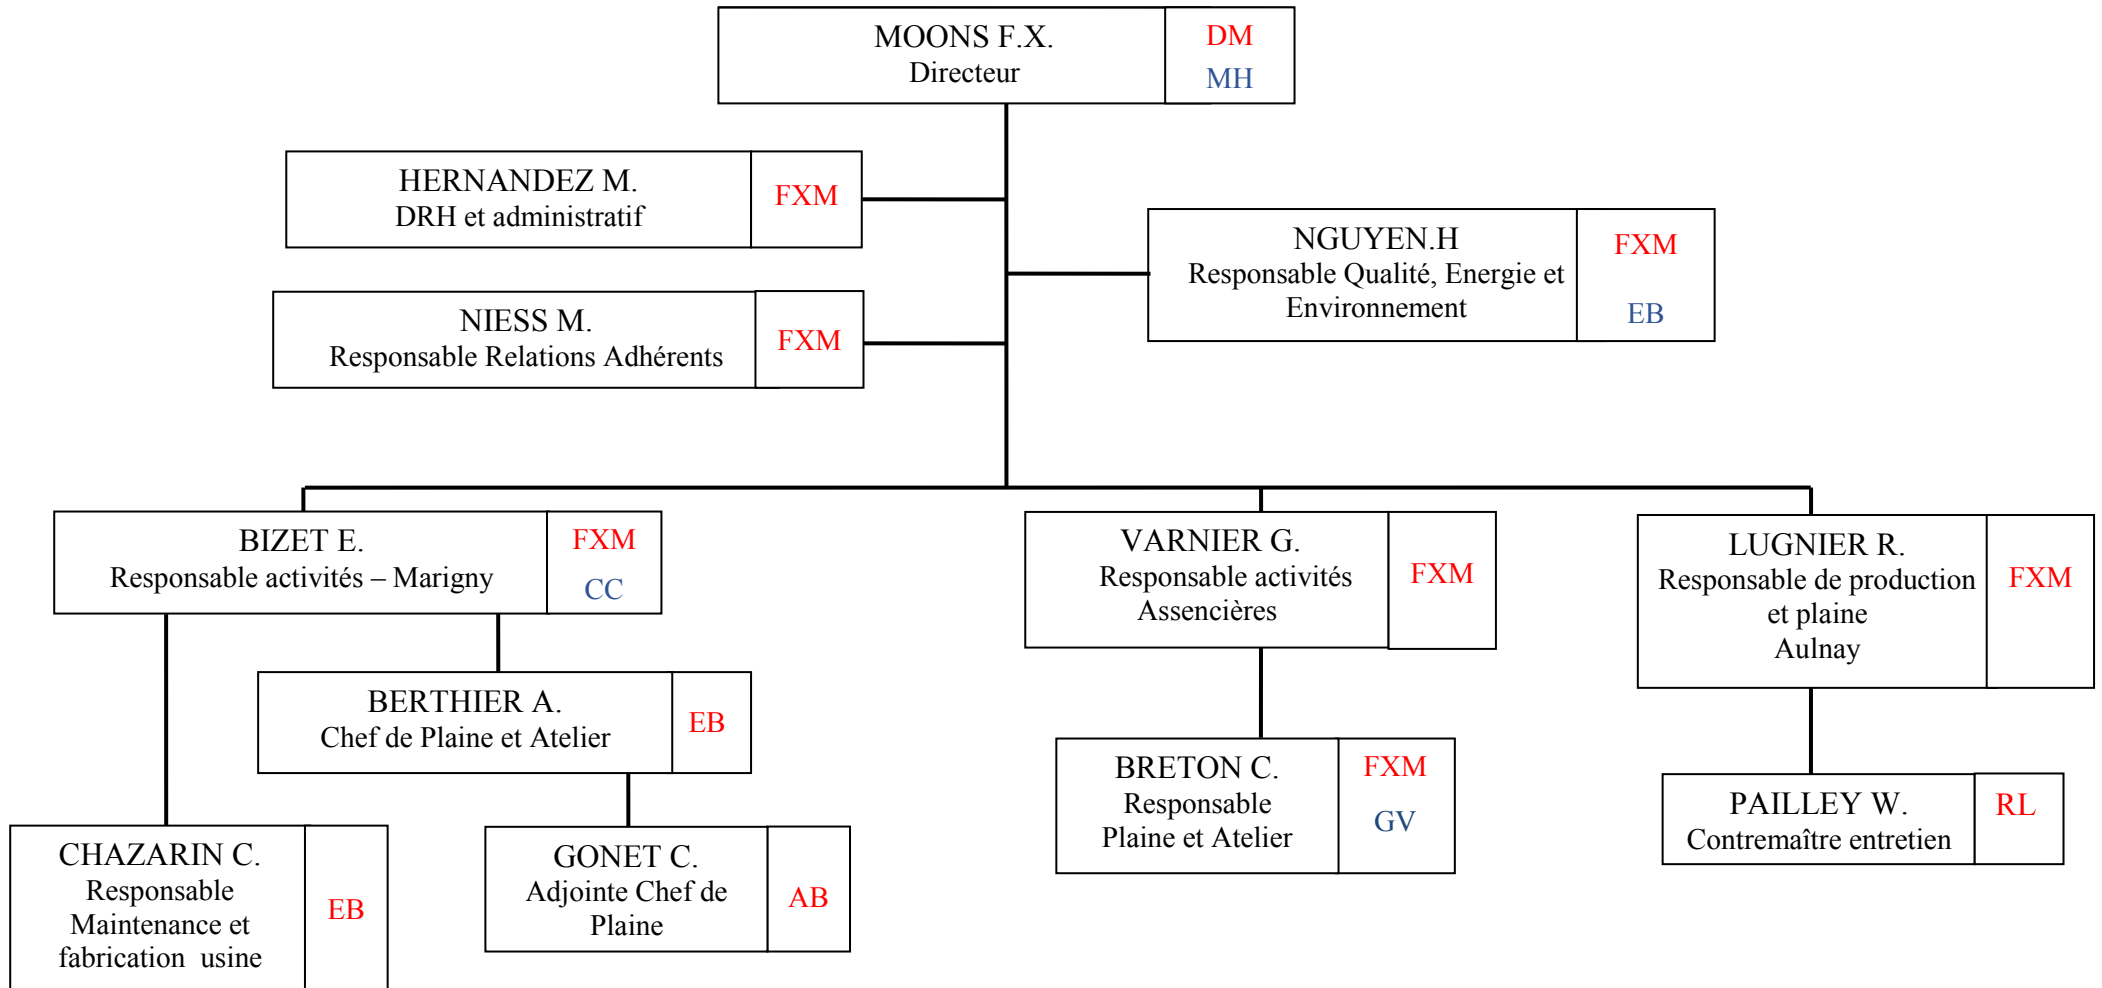 MOONS F.X.
Directeur
DM
MH
HERNANDEZ M.
DRH et administratif
FXM
NGUYEN.H
Responsable Qualité, Energie et
Environnement
FXM
EB
NIESS M.
Responsable Relations Adhérents
FXM
BIZET E.
Responsable activités – Marigny
FXM
CC
VARNIER G.
Responsable activités
Assencières
FXM
LUGNIER R.
Responsable de production
et plaine
Aulnay
FXM
BERTHIER A.
Chef de Plaine et Atelier
EB
BRETON C.
Responsable
Plaine et Atelier
FXM
GV
PAILLEY W.
Contremaître entretien
RL
CHAZARIN C.
Responsable
Maintenance et
fabrication usine
EB
GONET C.
Adjointe Chef de
Plaine
AB